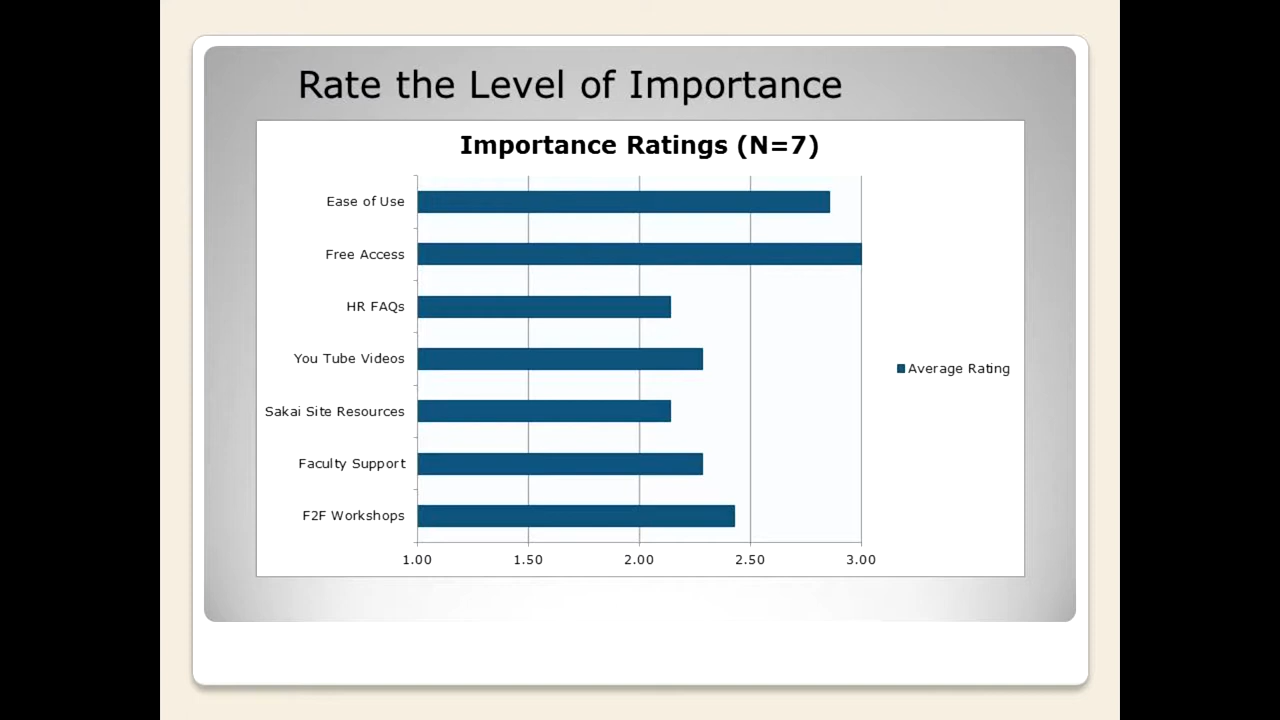 Rate the Level of Importance
Importance Ratings (N=7)
Ease of Use
Free Access
HR FAQs
You Tube Videos
Sakai Site Resources
Faculty Support
F2F Workshops
Average Rating
1.00 1.50 2.00 2.50 3.00